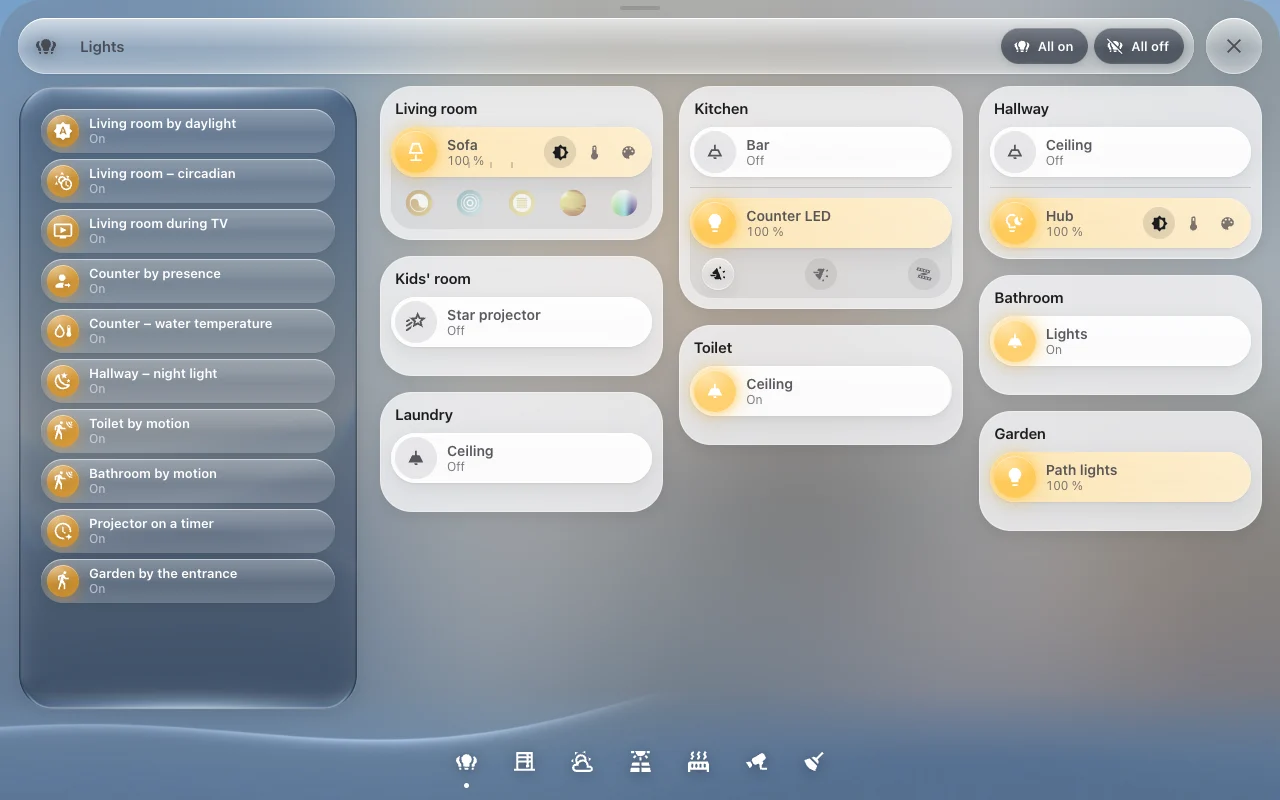 Lights
All on
All off
Living room by daylight
On
Living room – circadian
On
Living room during TV
On
Counter by presence
On
Counter – water temperature
On
Hallway – night light
On
Toilet by motion
On
Bathroom by motion
On
Projector on a timer
On
Garden by the entrance
On
Living room
Sofa
100 %
Kids' room
Star projector
Off
Laundry
Ceiling
Off
Kitchen
Bar
Off
Counter LED
100 %
Toilet
Ceiling
On
Hallway
Ceiling
Off
Hub
100 %
Bathroom
Lights
On
Garden
Path lights
100 %